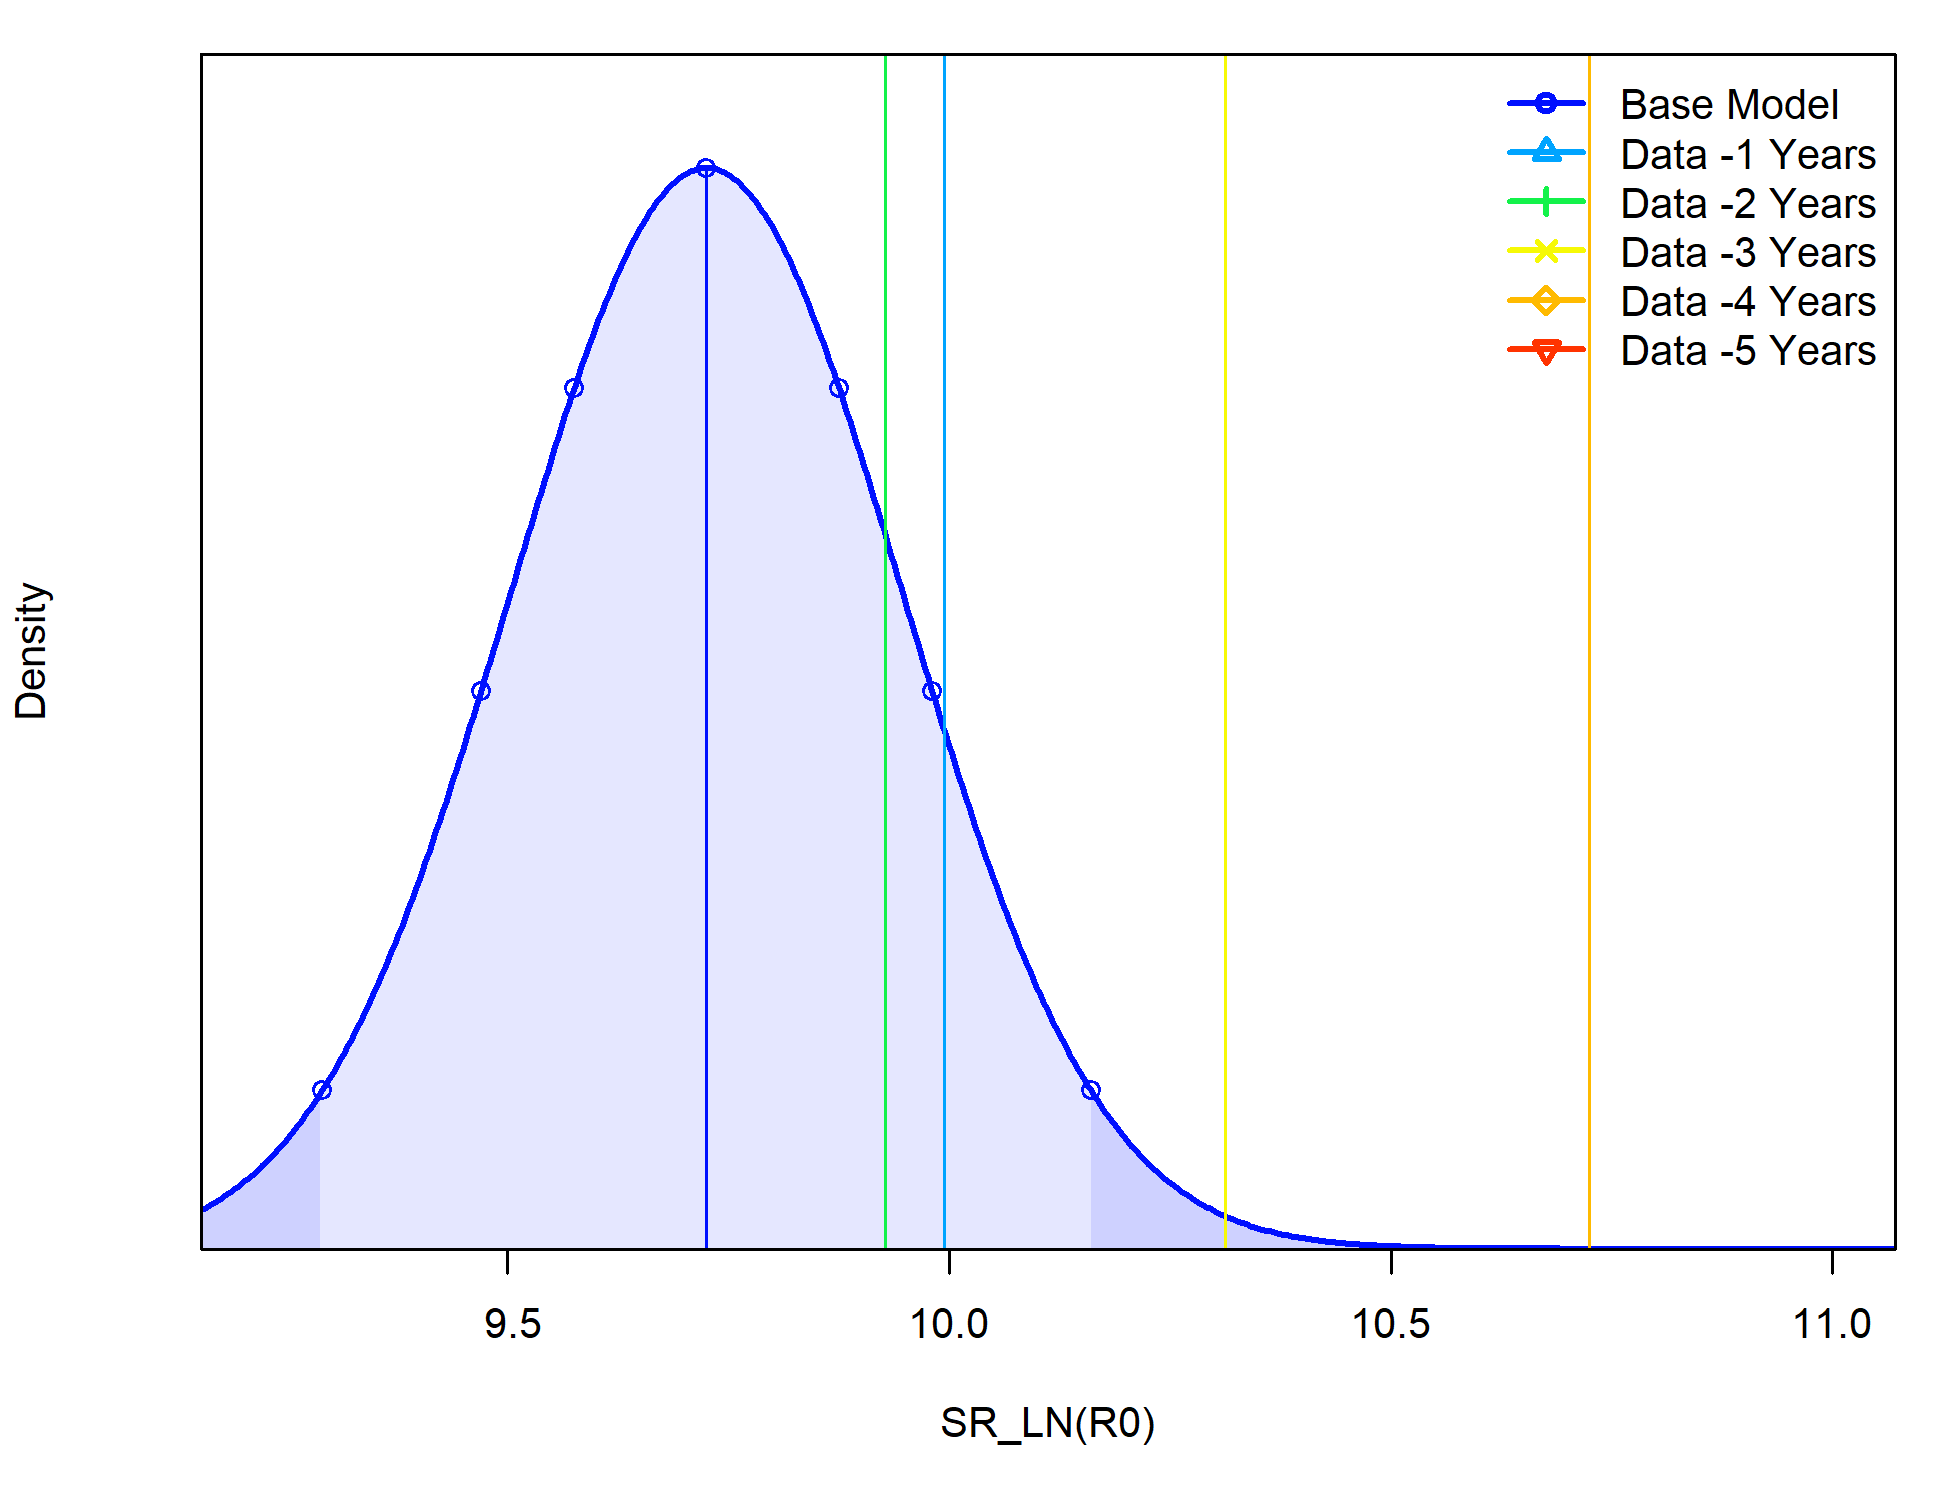 Base Model
Data -1 Years
Data -2 Years
Data -3 Years
Data -4 Years
Data -5 Years
Density
9.5 10.0 10.5 11.0
SR_LN(R0)